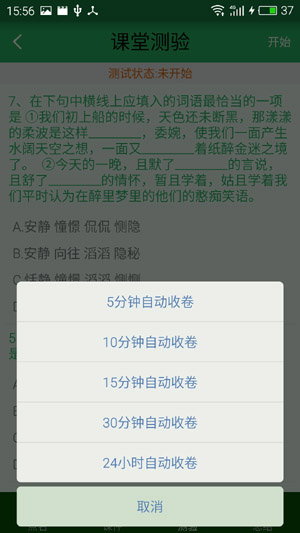 15:56
4G
37
课堂测验
开始
测试状态:未开始
7、在下句中横线上应填入的词语最恰当的一项
是 ①我们初上船的时候，天色还未断黑，那漾漾
的柔波是这样________，委婉，使我们一面产生
水阔天空之想，一面又________着纸醉金迷之境
了。 ②今天的一晚，且默了________的言说，
且舒了________的情怀，暂且学着，姑且学着我
们平时认为在醉里梦里的他们的憨痴笑语。
A.安静 憧憬 侃侃 恻隐
B.安静 向往 滔滔 隐秘
5分钟自动收卷
10分钟自动收卷
15分钟自动收卷
30分钟自动收卷
24小时自动收卷
取消
测验